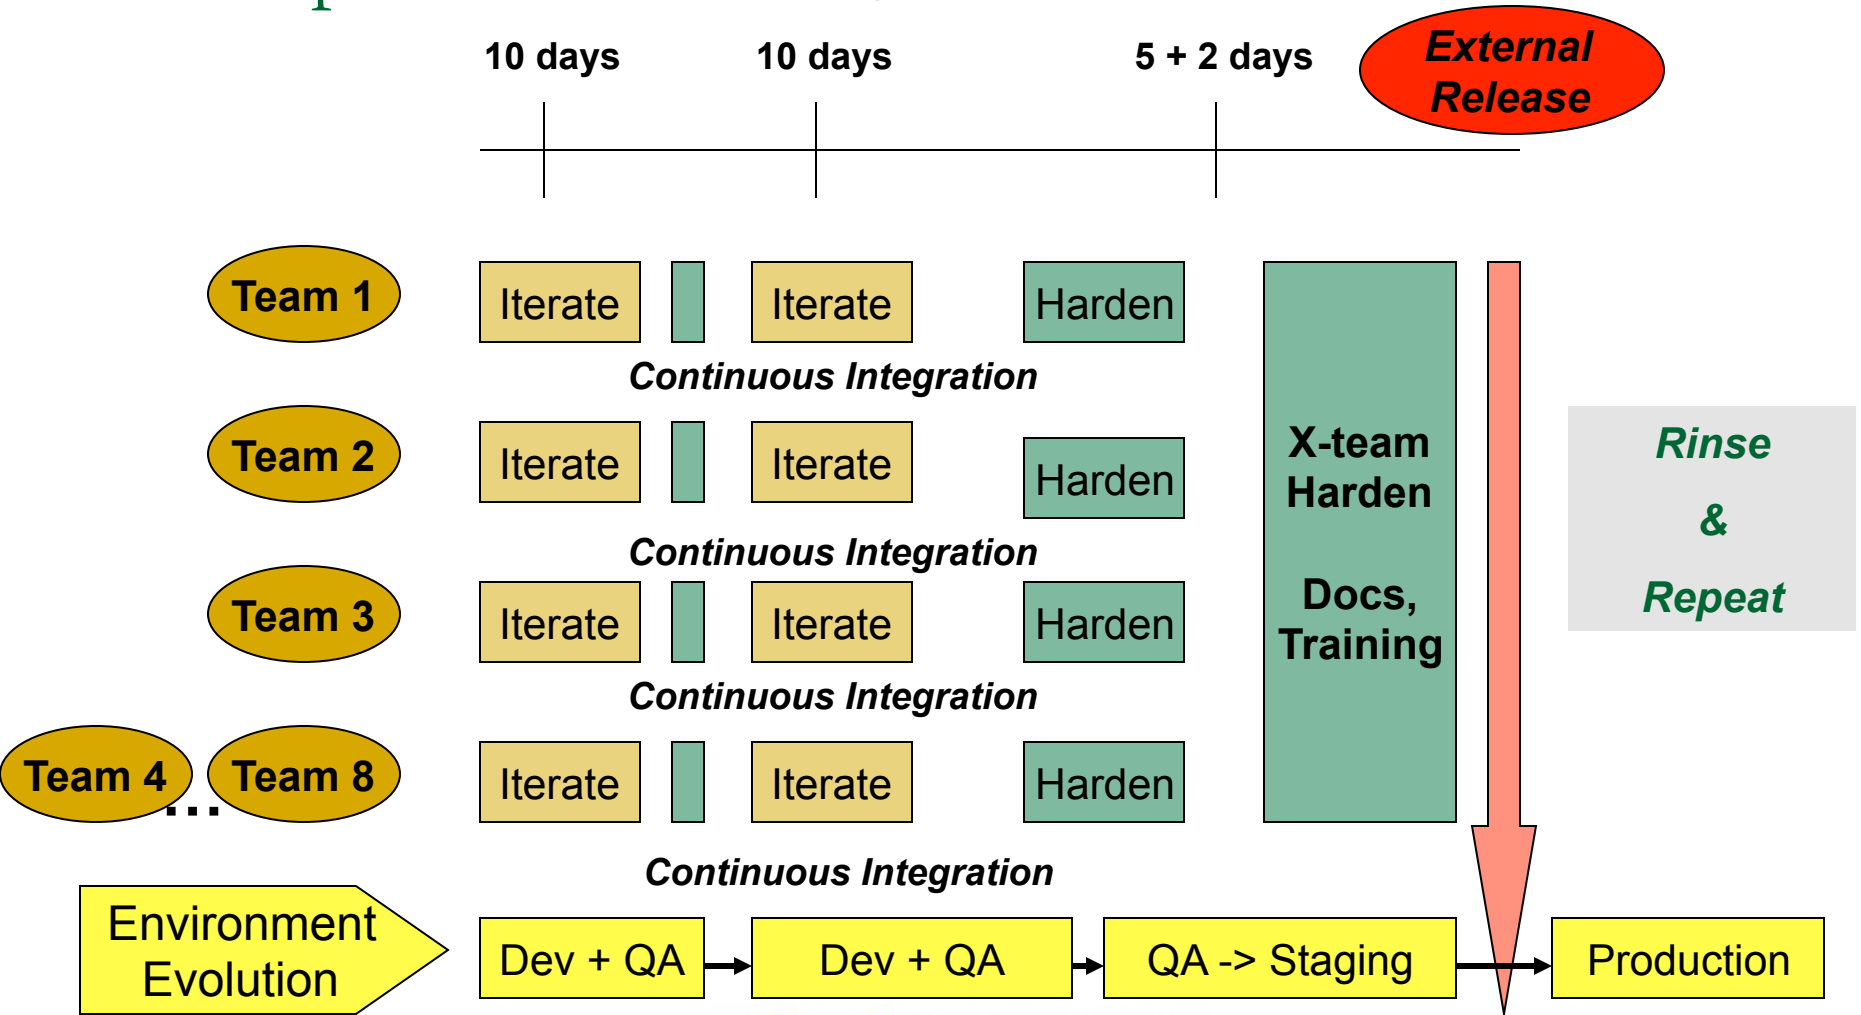 10 days 10 days 5 + 2 days External
Release
Team 1 Iterate Iterate Harden
Continuous Integration
Team 2 Iterate Iterate Harden
Continuous Integration
Team 3 Iterate Iterate Harden
Continuous Integration
Team 4 ... Team 8 Iterate Iterate Harden
Continuous Integration
X-team
Harden
Docs,
Training
Rinse
&
Repeat
Environment
Evolution
Dev + QA Dev + QA QA -> Staging Production